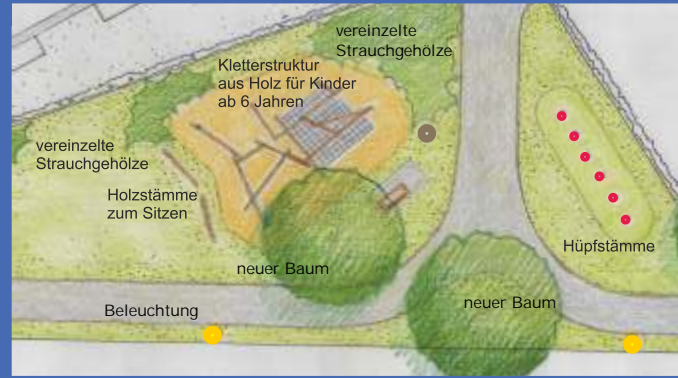 vereinzelte
Strauchgehölze
Kletterstruktur
aus Holz für Kinder
ab 6 Jahren
vereinzelte
Strauchgehölze
Holzstämme
zum Sitzen
Hüpfstämme
neuer Baum
neuer Baum
Beleuchtung